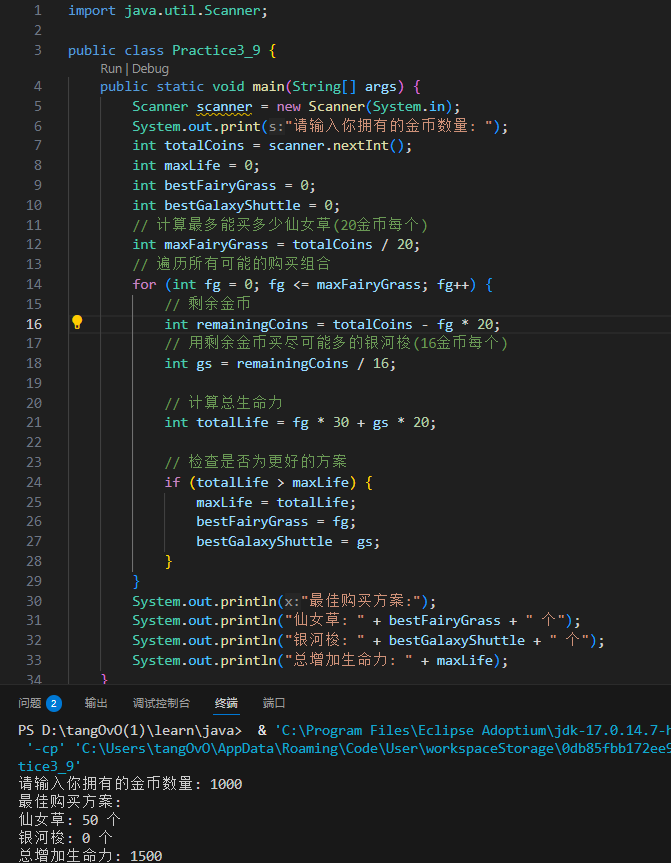 1 import java.util.Scanner;
2
3 public class Practice3_9 {
Run | Debug
4 public static void main(String[] args) {
5 Scanner scanner = new Scanner(System.in);
6 System.out.print(s:"请输入你拥有的金币数量: ");
7 int totalCoins = scanner.nextInt();
8 int maxLife = 0;
9 int bestFairyGrass = 0;
10 int bestGalaxyShuttle = 0;
11 // 计算最多能买多少仙女草(20金币每个)
12 int maxFairyGrass = totalCoins / 20;
13 // 遍历所有可能的购买组合
14 for (int fg = 0; fg <= maxFairyGrass; fg++) {
15 // 剩余金币
16 int remainingCoins = totalCoins - fg * 20;
17 // 用剩余金币买尽可能多的银河梭(16金币每个)
18 int gs = remainingCoins / 16;
19
20 // 计算总生命力
21 int totalLife = fg * 30 + gs * 20;
22
23 // 检查是否为更好的方案
24 if (totalLife > maxLife) {
25 maxLife = totalLife;
26 bestFairyGrass = fg;
27 bestGalaxyShuttle = gs;
28 }
29 }
30 System.out.println(x:"最佳购买方案:");
31 System.out.println("仙女草: " + bestFairyGrass + " 个");
32 System.out.println("银河梭: " + bestGalaxyShuttle + " 个");
33 System.out.println("总增加生命力: " + maxLife);
34 }
问题 2 输出 调试控制台 终端 端口
PS D:\tangOvO(1)\learn\java> & 'C:\Program Files\Eclipse Adoptium\jdk-17.0.14.7-h
'-cp' 'C:\Users\tangOvO\AppData\Roaming\Code\User\workspaceStorage\0db85fbb172ee9
tice3_9'
请输入你拥有的金币数量: 1000
最佳购买方案:
仙女草: 50 个
银河梭: 0 个
总增加生命力: 1500